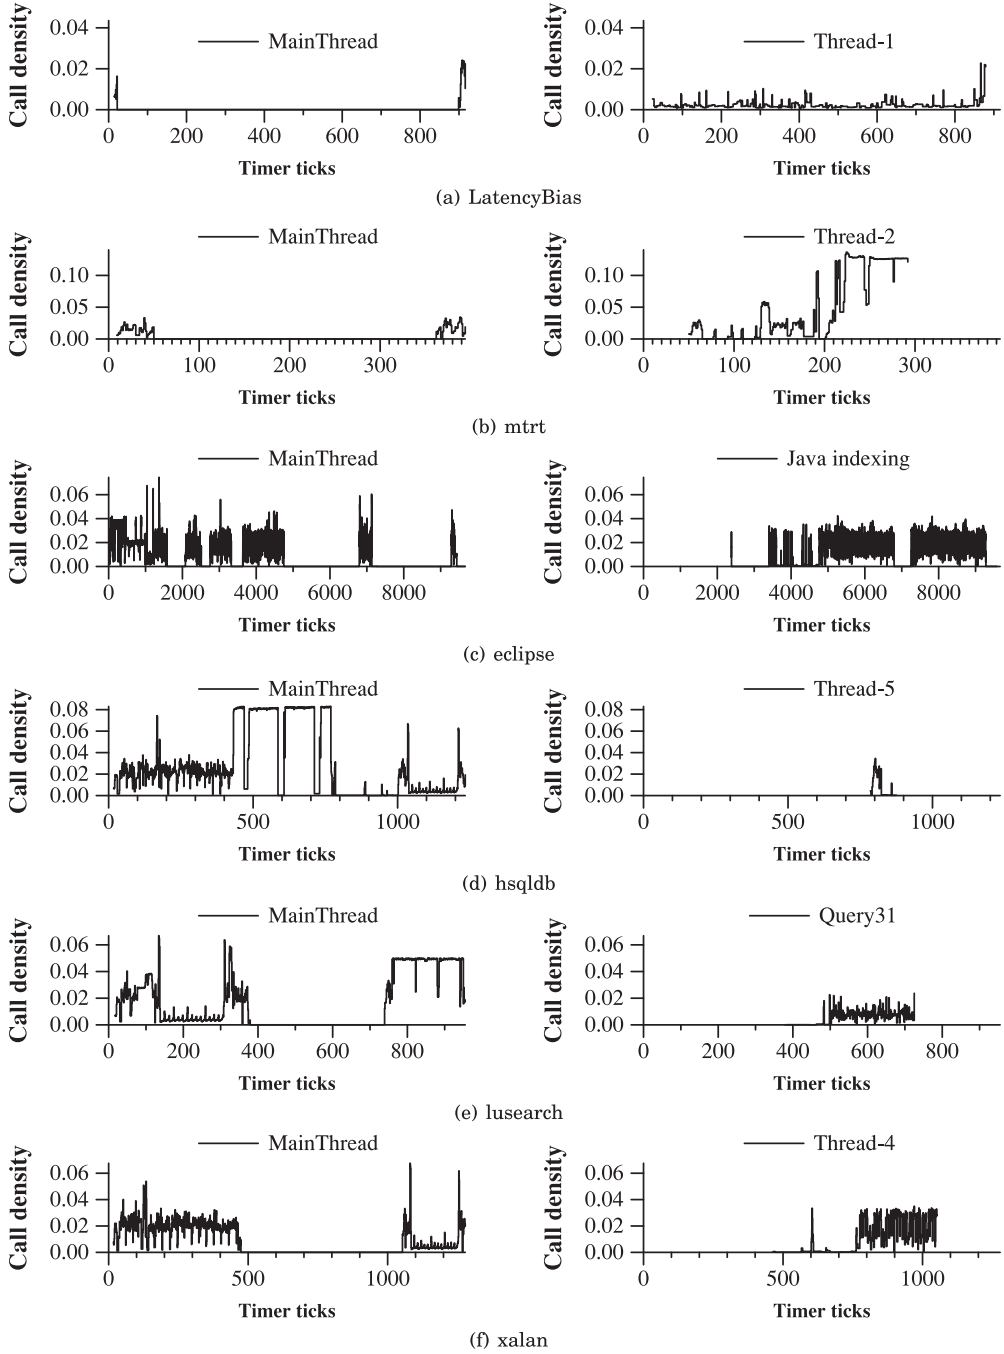 MainThread
Thread-1
Call density
0.04
0.02
0.00
0 200 400 600 800
Timer ticks
Call density
0.04
0.02
0.00
0 200 400 600 800
Timer ticks
(a) LatencyBias
MainThread
Thread-2
Call density
0.10
0.05
0.00
0 100 200 300
Timer ticks
Call density
0.10
0.05
0.00
0 100 200 300
Timer ticks
(b) mtrt
MainThread
Java indexing
Call density
0.06
0.04
0.02
0.00
0 2000 4000 6000 8000
Timer ticks
Call density
0.06
0.04
0.02
0.00
0 2000 4000 6000 8000
Timer ticks
(c) eclipse
MainThread
Thread-5
Call density
0.08
0.06
0.04
0.02
0.00
0 500 1000
Timer ticks
Call density
0.08
0.06
0.04
0.02
0.00
0 500 1000
Timer ticks
(d) hsqldb
MainThread
Query31
Call density
0.06
0.04
0.02
0.00
0 200 400 600 800
Timer ticks
Call density
0.06
0.04
0.02
0.00
0 200 400 600 800
Timer ticks
(e) lusearch
MainThread
Thread-4
Call density
0.06
0.04
0.02
0.00
0 500 1000
Timer ticks
Call density
0.06
0.04
0.02
0.00
0 500 1000
Timer ticks
(f) xalan